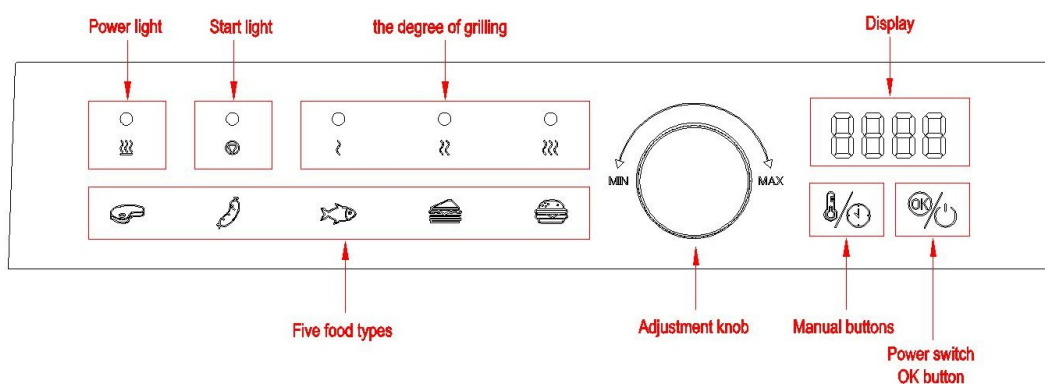 Power light
Start light
the degree of grilling
Display
MIN
MAX
OK
Five food types
Adjustment knob
Manual buttons
Power switch
OK button